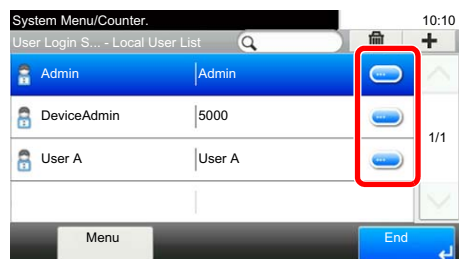 System Menu/Counter. 10:10
User Login S... - Local User List
Admin Admin
DeviceAdmin 5000
1/1
User A User A
Menu End